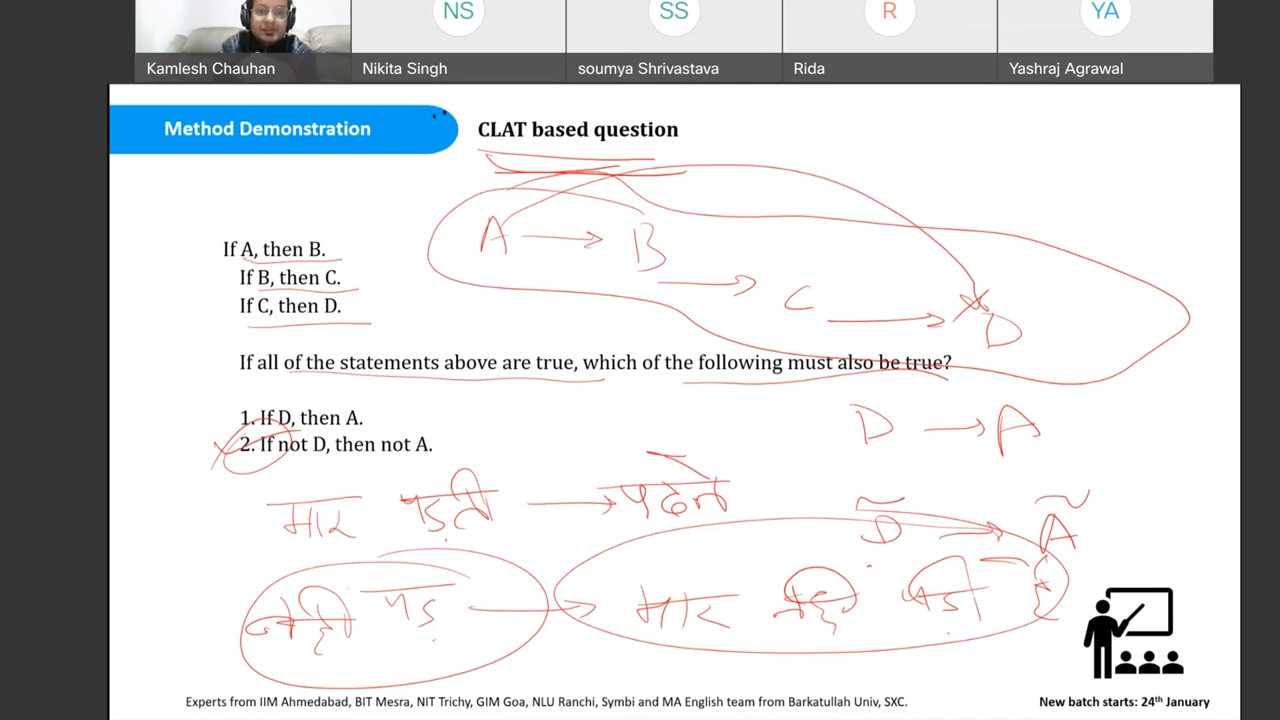 NS SS R YA
Kamlesh Chauhan Nikita Singh soumya Shrivastava Rida Yashraj Agrawal
Method Demonstration CLAT based question
A → B
→ C
→ D
If A, then B.
If B, then C.
If C, then D.
If all of the statements above are true, which of the following must also be true?
1. If D, then A.
2. If not D, then not A.
D → A
मार पड़ती →
~D → ~A
मार नहीं
Experts from IIM Ahmedabad, BIT Mesra, NIT Trichy, GIM Goa, NLU Ranchi, Symbi and MA English team from Barkatullah Univ, SXC. New batch starts: 24th January